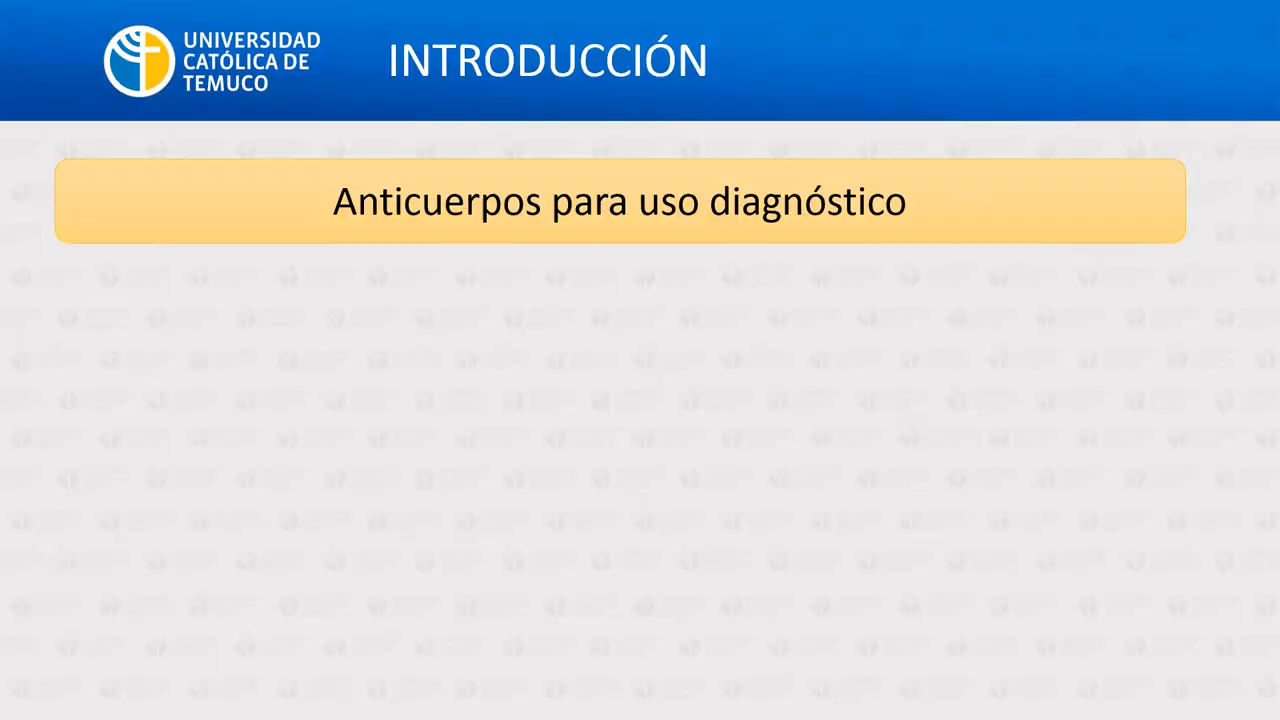 UNIVERSIDAD
CATÓLICA DE
TEMUCO
INTRODUCCIÓN
Anticuerpos para uso diagnóstico